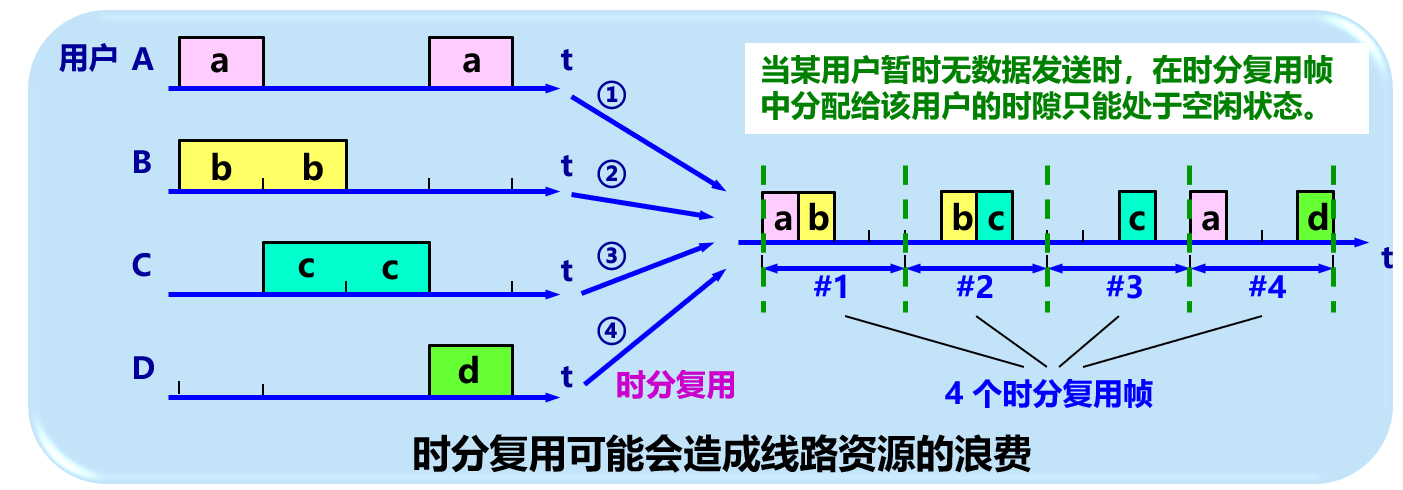 用户 A a a t
①
当某用户暂时无数据发送时，在时分复用帧
中分配给该用户的时隙只能处于空闲状态。
B b b t
②
a b b c c a d
t
C c c t
③
#1 #2 #3 #4
④
D d t
时分复用
4 个时分复用帧
时分复用可能会造成线路资源的浪费